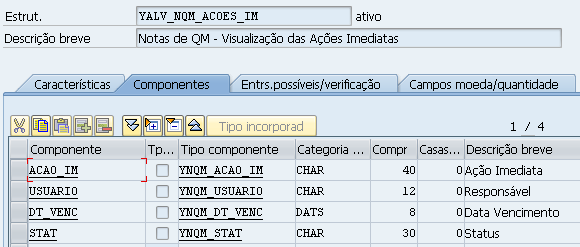 Estrut. YALV_NQM_ACOES_IM ativo
Descrição breve Notas de QM - Visualização das Ações Imediatas
Características Componentes Entrs.possíveis/verificação Campos moeda/quantidade
Tipo incorporad 1 / 4
Componente Tp... Tipo componente Categoria ... Compr Casas... Descrição breve
ACAO_IM YNQM_ACAO_IM CHAR 40 0 Ação Imediata
USUARIO YNQM_USUARIO CHAR 12 0 Responsável
DT_VENC YNQM_DT_VENC DATS 8 0 Data Vencimento
STAT YNQM_STAT CHAR 30 0 Status